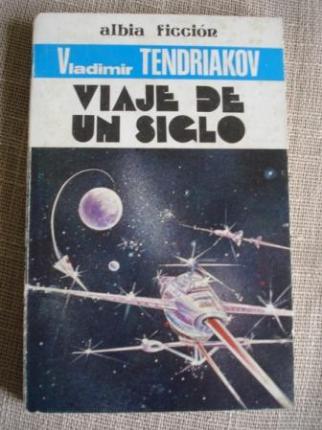 albia ficción
Vladimir TENDRIAKOV
VIAJE DE
UN SIGLO